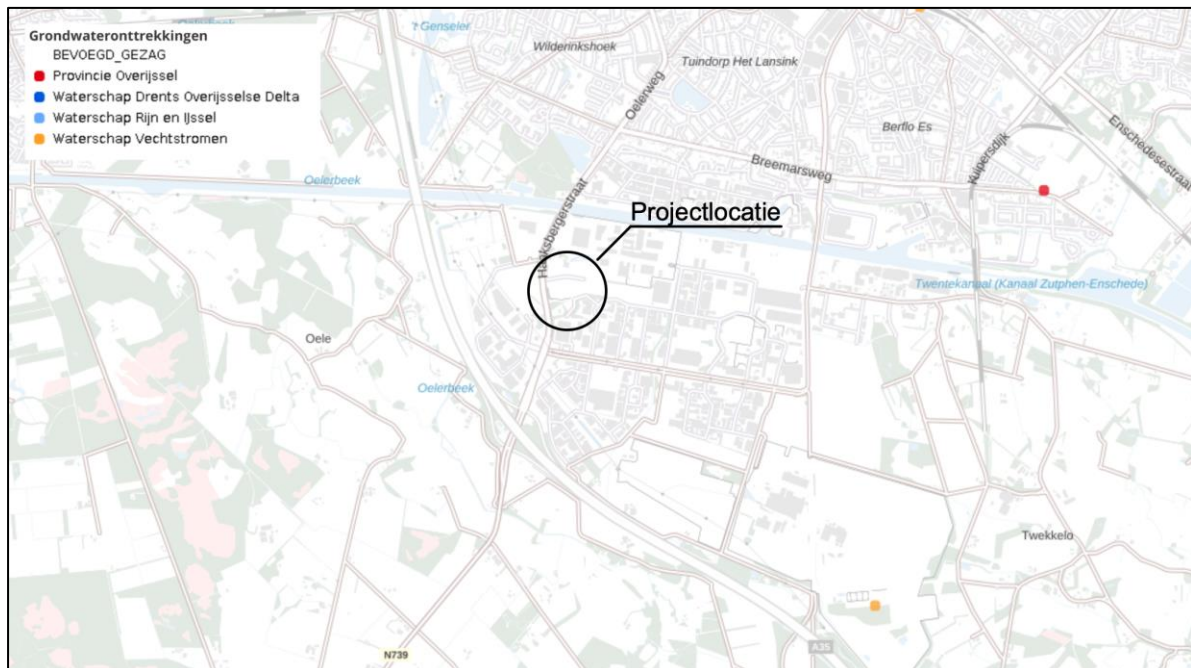 Grondwateronttrekkingen
BEVOEGD_GEZAG
Provincie Overijssel
Waterschap Drents Overijsselse Delta
Waterschap Rijn en IJssel
Waterschap Vechtstromen
't Genseler
Wilderinkshoek
Tuindorp Het Lansink
Oelerweg
Berflo Es
Enschedesestraat
Kuipersdijk
Breemarsweg
Oelerbeek
Projectlocatie
Haaksbergerstraat
Twentekanaal (Kanaal Zutphen-Enschede)
Oele
Oelerbeek
Twekkelo
N739
A35